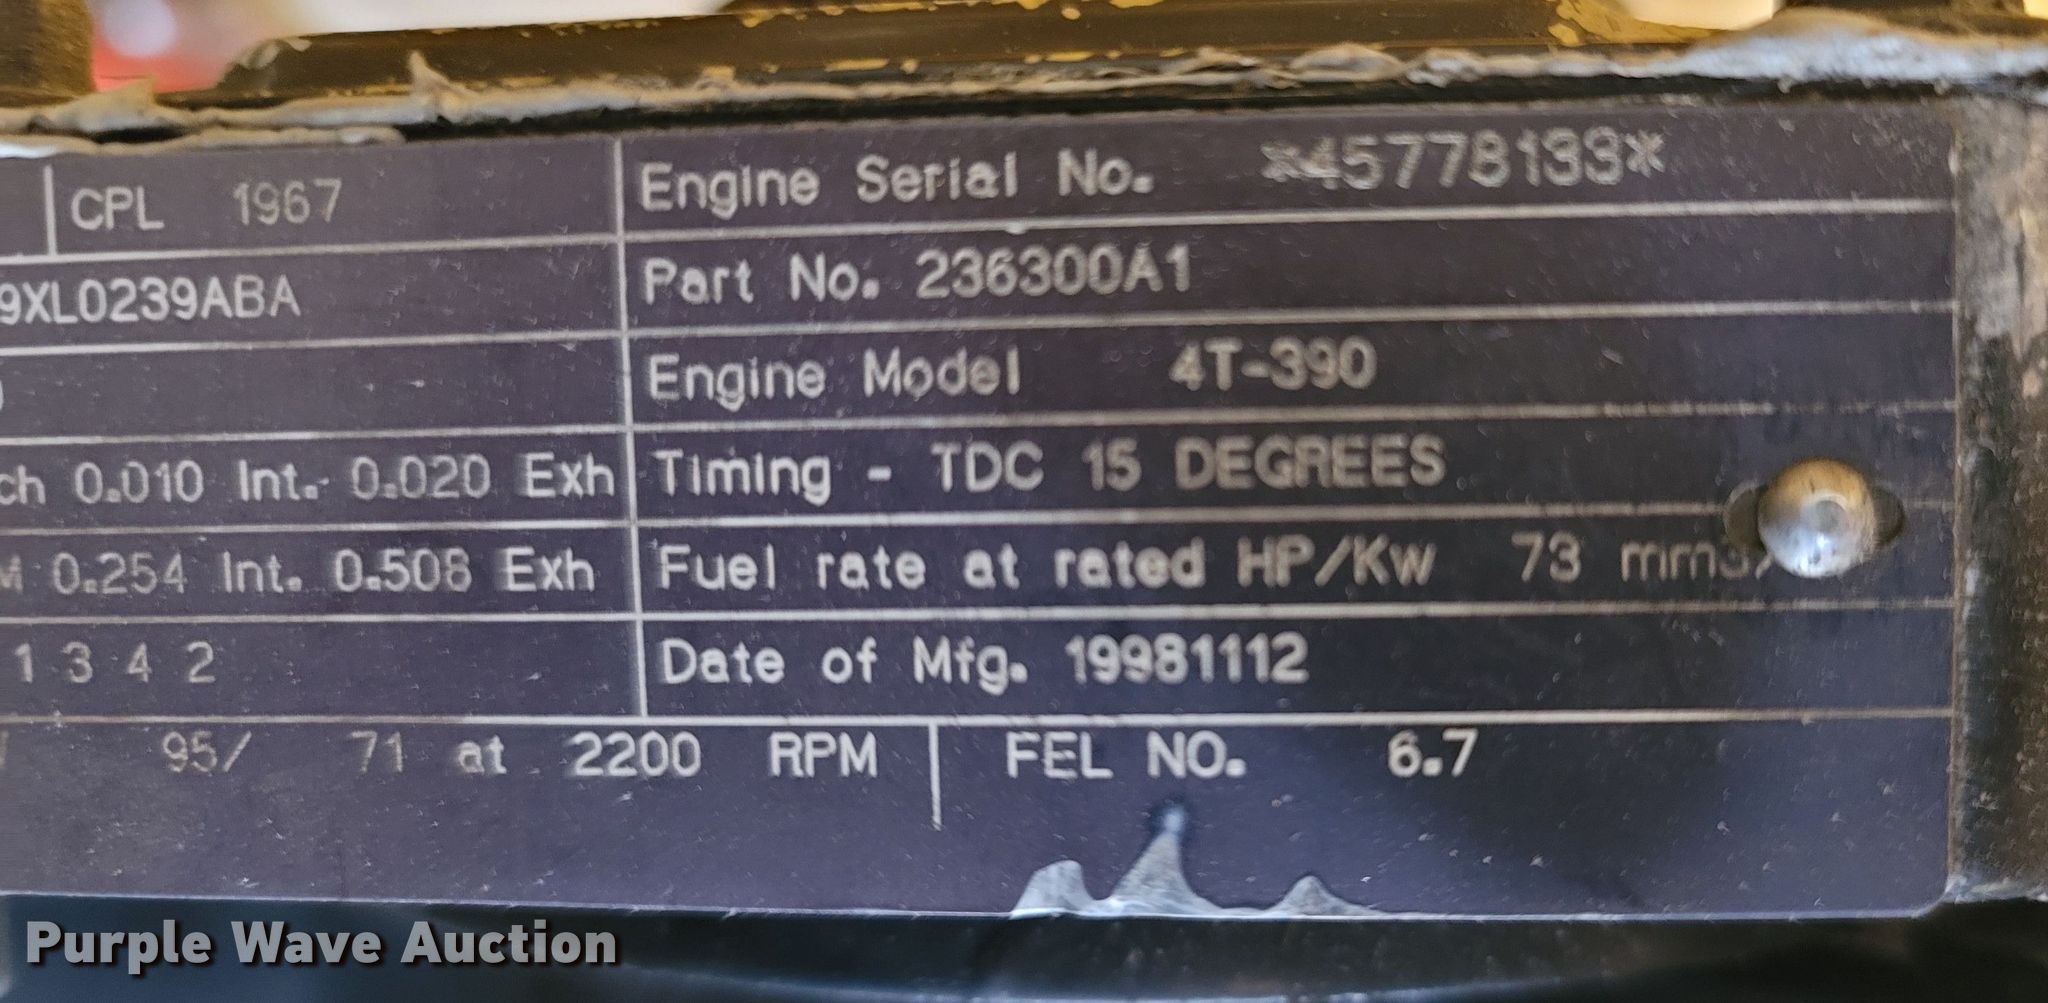 CPL 1967 Engine Serial No. *45778133*
9XL0239ABA Part No. 236300A1
Engine Model 4T-390
ch 0.010 Int. 0.020 Exh Timing - TDC 15 DEGREES
M 0.254 Int. 0.508 Exh Fuel rate at rated HP/Kw 73 mm3/
1 3 4 2 Date of Mfg. 19981112
95/ 71 at 2200 RPM FEL NO. 6.7
Purple Wave Auction